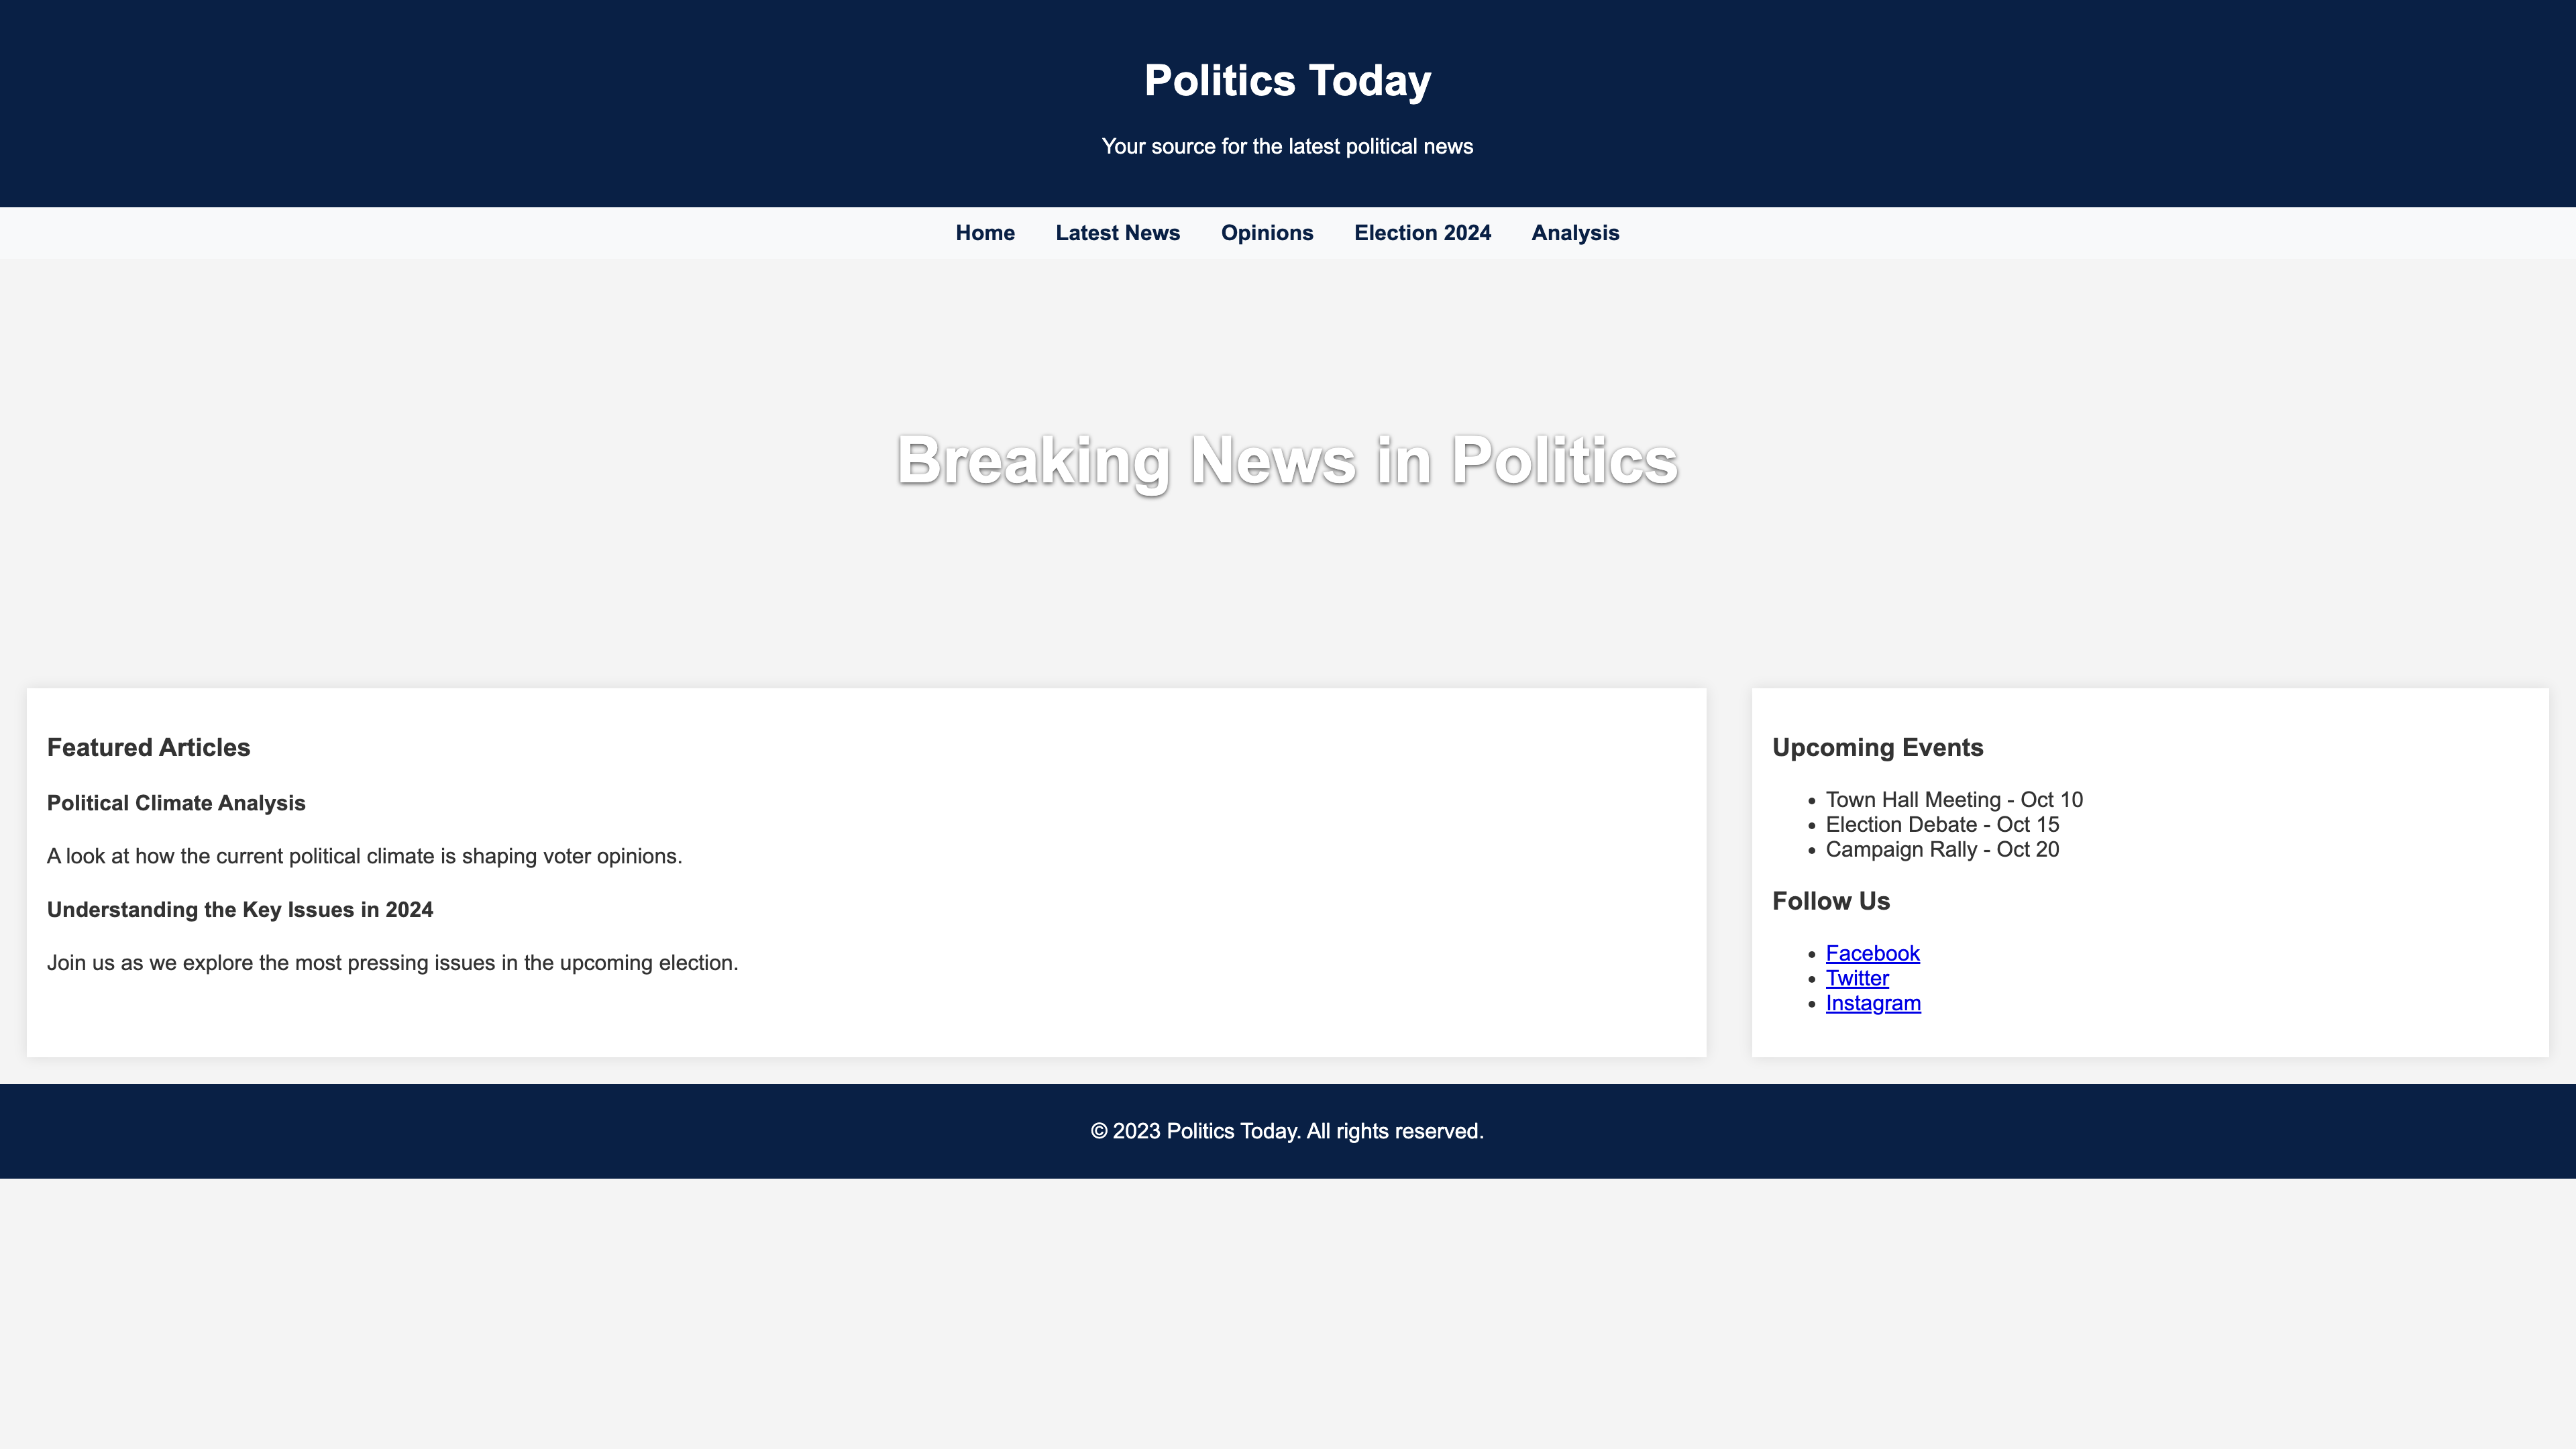 Politics Today
Your source for the latest political news
Home Latest News Opinions Election 2024 Analysis
Breaking News in Politics
Featured Articles
Political Climate Analysis
A look at how the current political climate is shaping voter opinions.
Understanding the Key Issues in 2024
Join us as we explore the most pressing issues in the upcoming election.
Upcoming Events
• Town Hall Meeting - Oct 10
• Election Debate - Oct 15
• Campaign Rally - Oct 20
Follow Us
• Facebook
• Twitter
• Instagram
© 2023 Politics Today. All rights reserved.